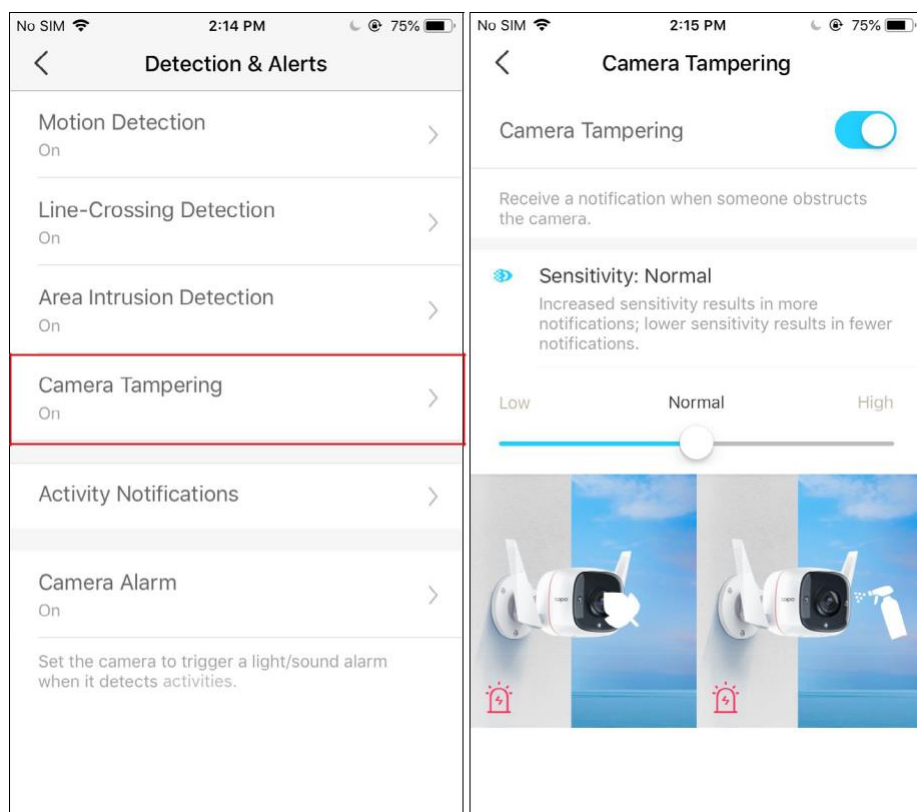 No SIM 2:14 PM 75%
Detection & Alerts
Motion Detection
On
Line-Crossing Detection
On
Area Intrusion Detection
On
Camera Tampering
On
Activity Notifications
Camera Alarm
On
Set the camera to trigger a light/sound alarm
when it detects activities.
No SIM 2:15 PM 75%
Camera Tampering
Camera Tampering
Receive a notification when someone obstructs
the camera.
Sensitivity: Normal
Increased sensitivity results in more
notifications; lower sensitivity results in fewer
notifications.
Low Normal High
tapo
tapo